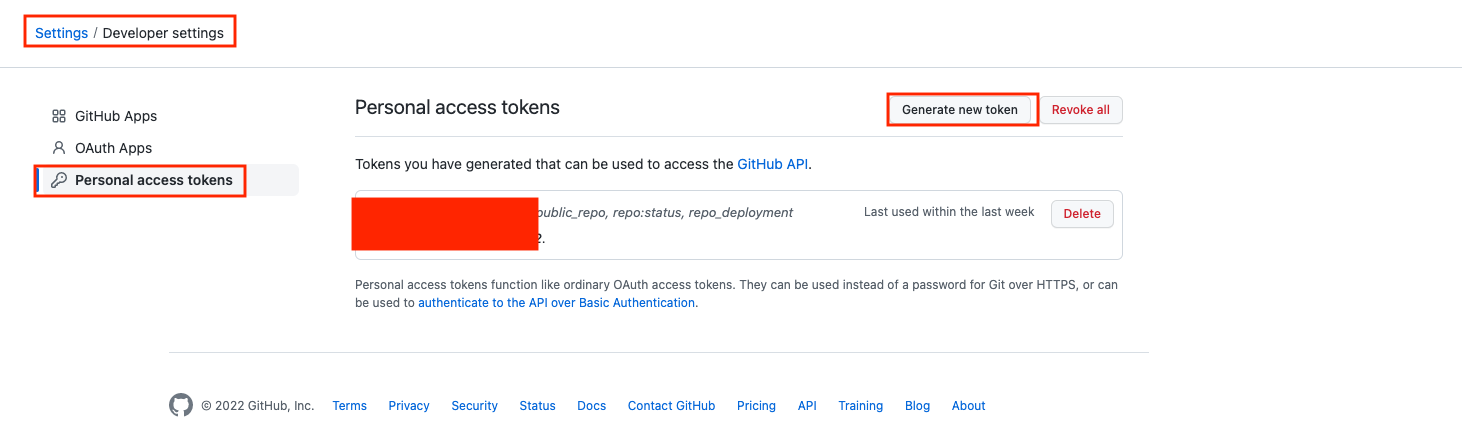 Settings / Developer settings
GitHub Apps
OAuth Apps
Personal access tokens
Personal access tokens
Generate new token
Revoke all
Tokens you have generated that can be used to access the GitHub API.
public_repo, repo:status, repo_deployment
Last used within the last week
Delete
2.
Personal access tokens function like ordinary OAuth access tokens. They can be used instead of a password for Git over HTTPS, or can
be used to authenticate to the API over Basic Authentication.
© 2022 GitHub, Inc. Terms Privacy Security Status Docs Contact GitHub Pricing API Training Blog About